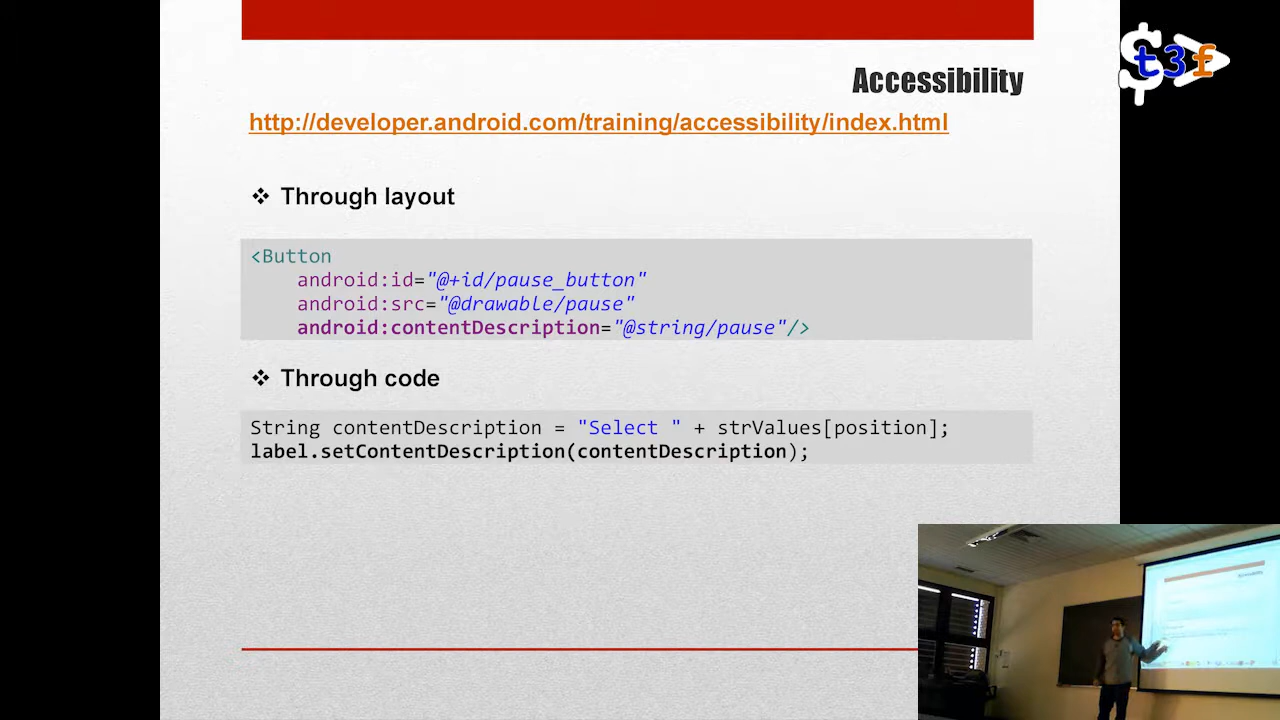 Accessibility
$t3f
http://developer.android.com/training/accessibility/index.html
❖ Through layout
<Button
android:id="@+id/pause_button"
android:src="@drawable/pause"
android:contentDescription="@string/pause"/>
❖ Through code
String contentDescription = "Select " + strValues[position];
label.setContentDescription(contentDescription);